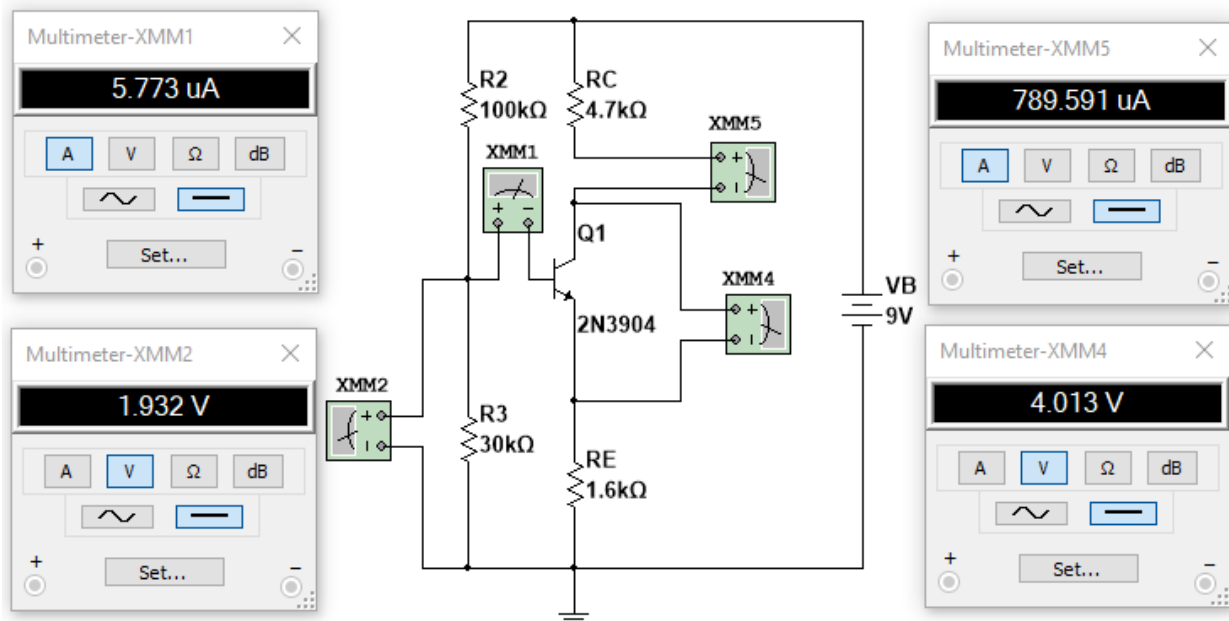 Multimeter-XMM1
5.773 uA
A V Ω dB
+ −
Set...
Multimeter-XMM2
1.932 V
A V Ω dB
+ −
Set...
R2
100kΩ
RC
4.7kΩ
XMM1
+ −
XMM5
+
−
Q1
2N3904
XMM4
+
−
XMM2
+
−
R3
30kΩ
RE
1.6kΩ
VB
9V
Multimeter-XMM5
789.591 uA
A V Ω dB
+ −
Set...
Multimeter-XMM4
4.013 V
A V Ω dB
+ −
Set...